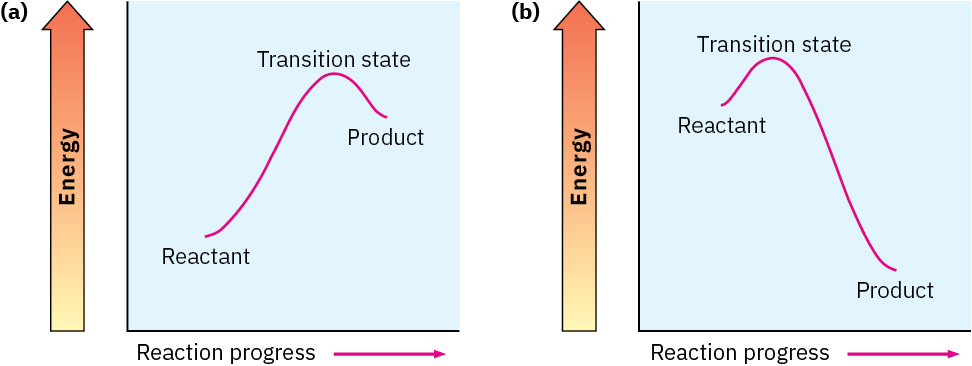 (a)
Energy
Transition state
Product
Reactant
Reaction progress
(b)
Energy
Transition state
Reactant
Product
Reaction progress